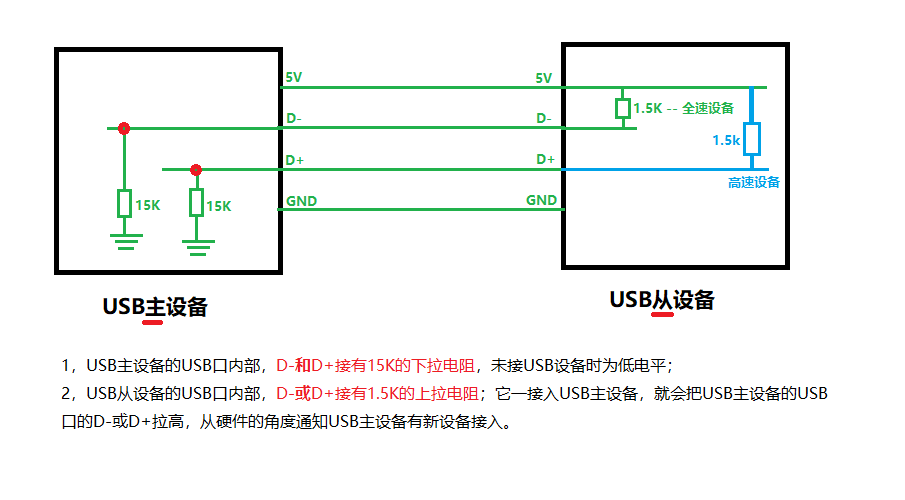 5V
5V
1.5K -- 全速设备
D-
D-
1.5k
D+
D+
高速设备
15K
15K
GND
GND
USB主设备
USB从设备
1，USB主设备的USB口内部，D-和D+接有15K的下拉电阻，未接USB设备时为低电平；
2，USB从设备的USB口内部，D-或D+接有1.5K的上拉电阻；它一接入USB主设备，就会把USB主设备的USB
口的D-或D+拉高，从硬件的角度通知USB主设备有新设备接入。